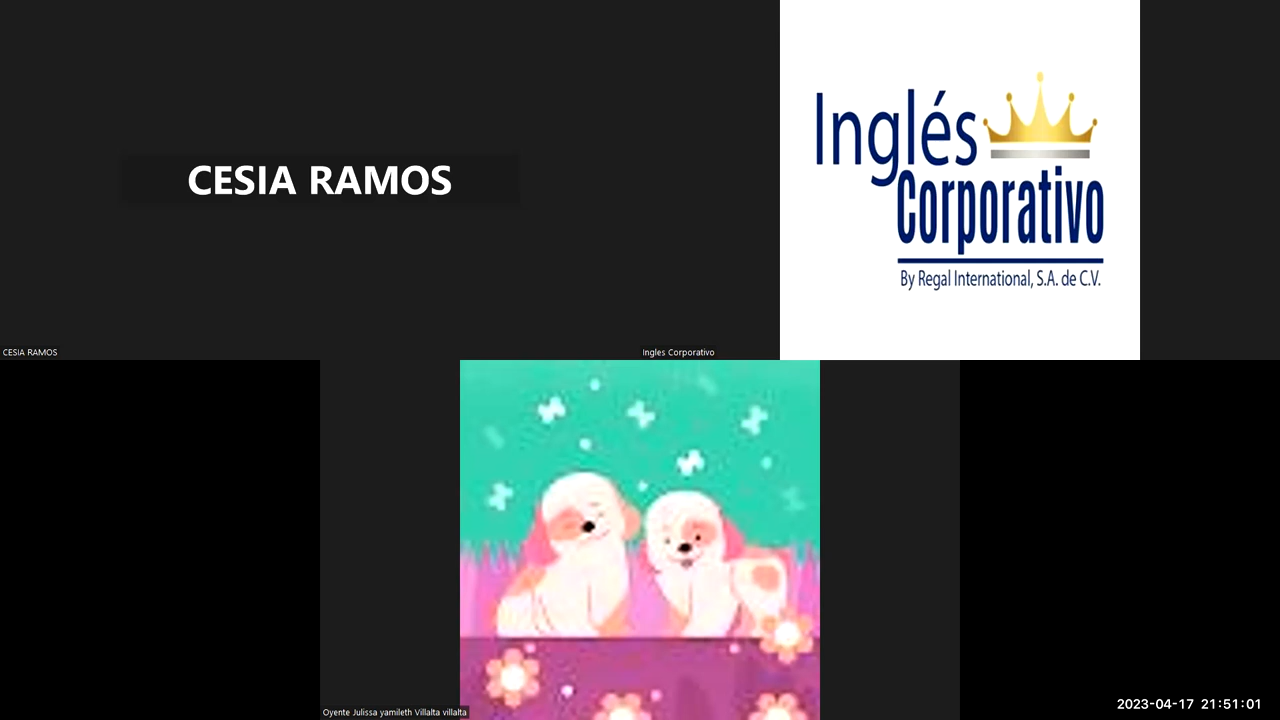 CESIA RAMOS
Inglés
Corporativo
By Regal International, S.A. de C.V.
CESIA RAMOS
Ingles Corporativo
Oyente Julissa yamileth Villalta villalta
2023-04-17 21:51:01